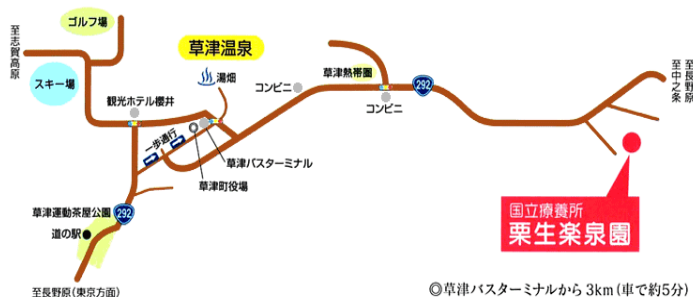 ゴルフ場
至志賀高原
スキー場
草津温泉
湯畑
観光ホテル櫻井
コンビニ
草津熱帯園
コンビニ
292
至長野原
至中之条
一歩通行
草津バスターミナル
草津町役場
草津運動茶屋公園
292
道の駅
至長野原(東京方面)
国立療養所
栗生楽泉園
◎草津バスターミナルから3km(車で約5分)